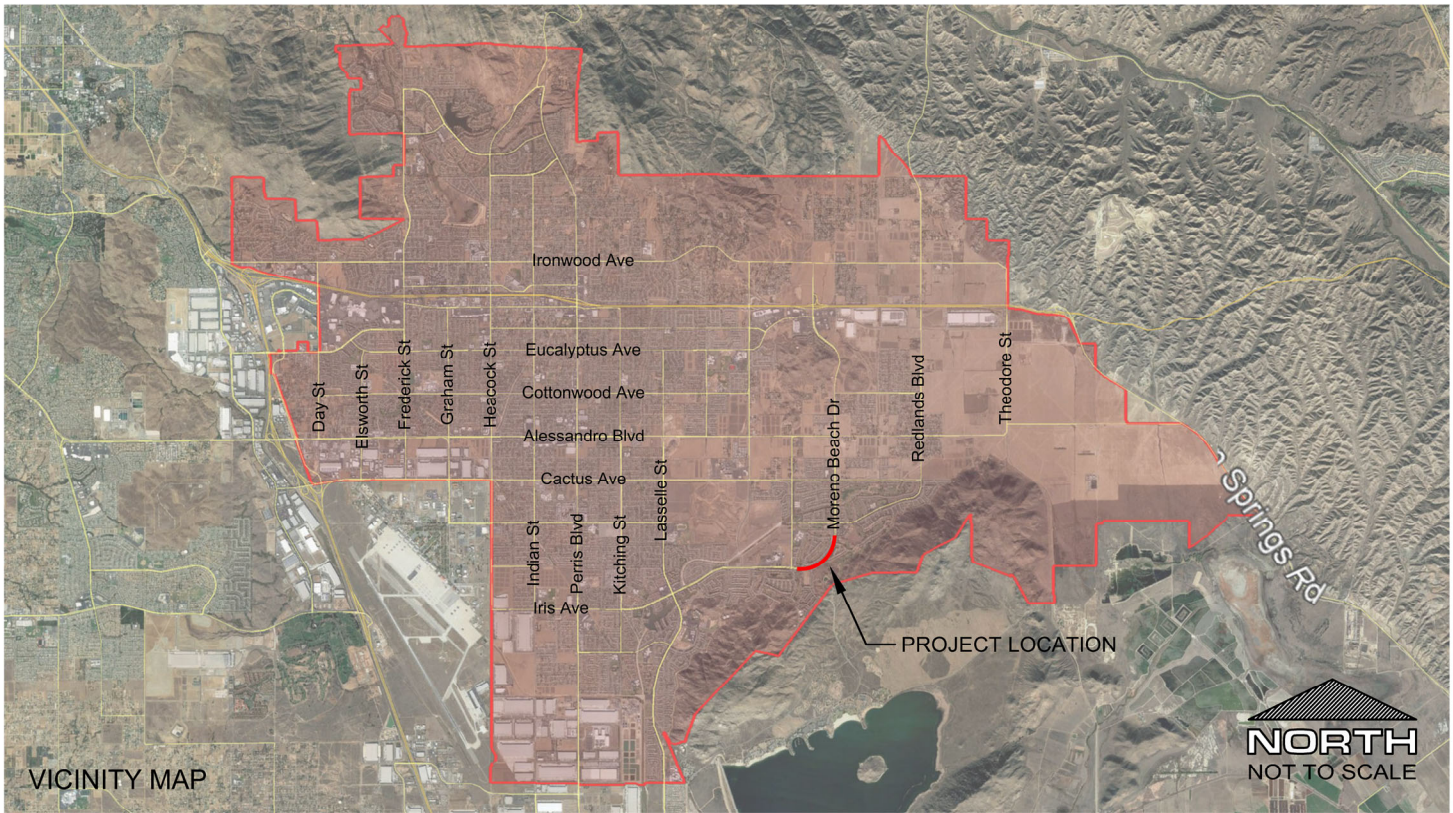 Ironwood Ave
Eucalyptus Ave
Cottonwood Ave
Alessandro Blvd
Cactus Ave
Day St
Elsworth St
Frederick St
Graham St
Heacock St
Indian St
Perris Blvd
Kitching St
Lasselle St
Moreno Beach Dr
Redlands Blvd
Theodore St
Springs Rd
Iris Ave
PROJECT LOCATION
VICINITY MAP
NORTH
NOT TO SCALE